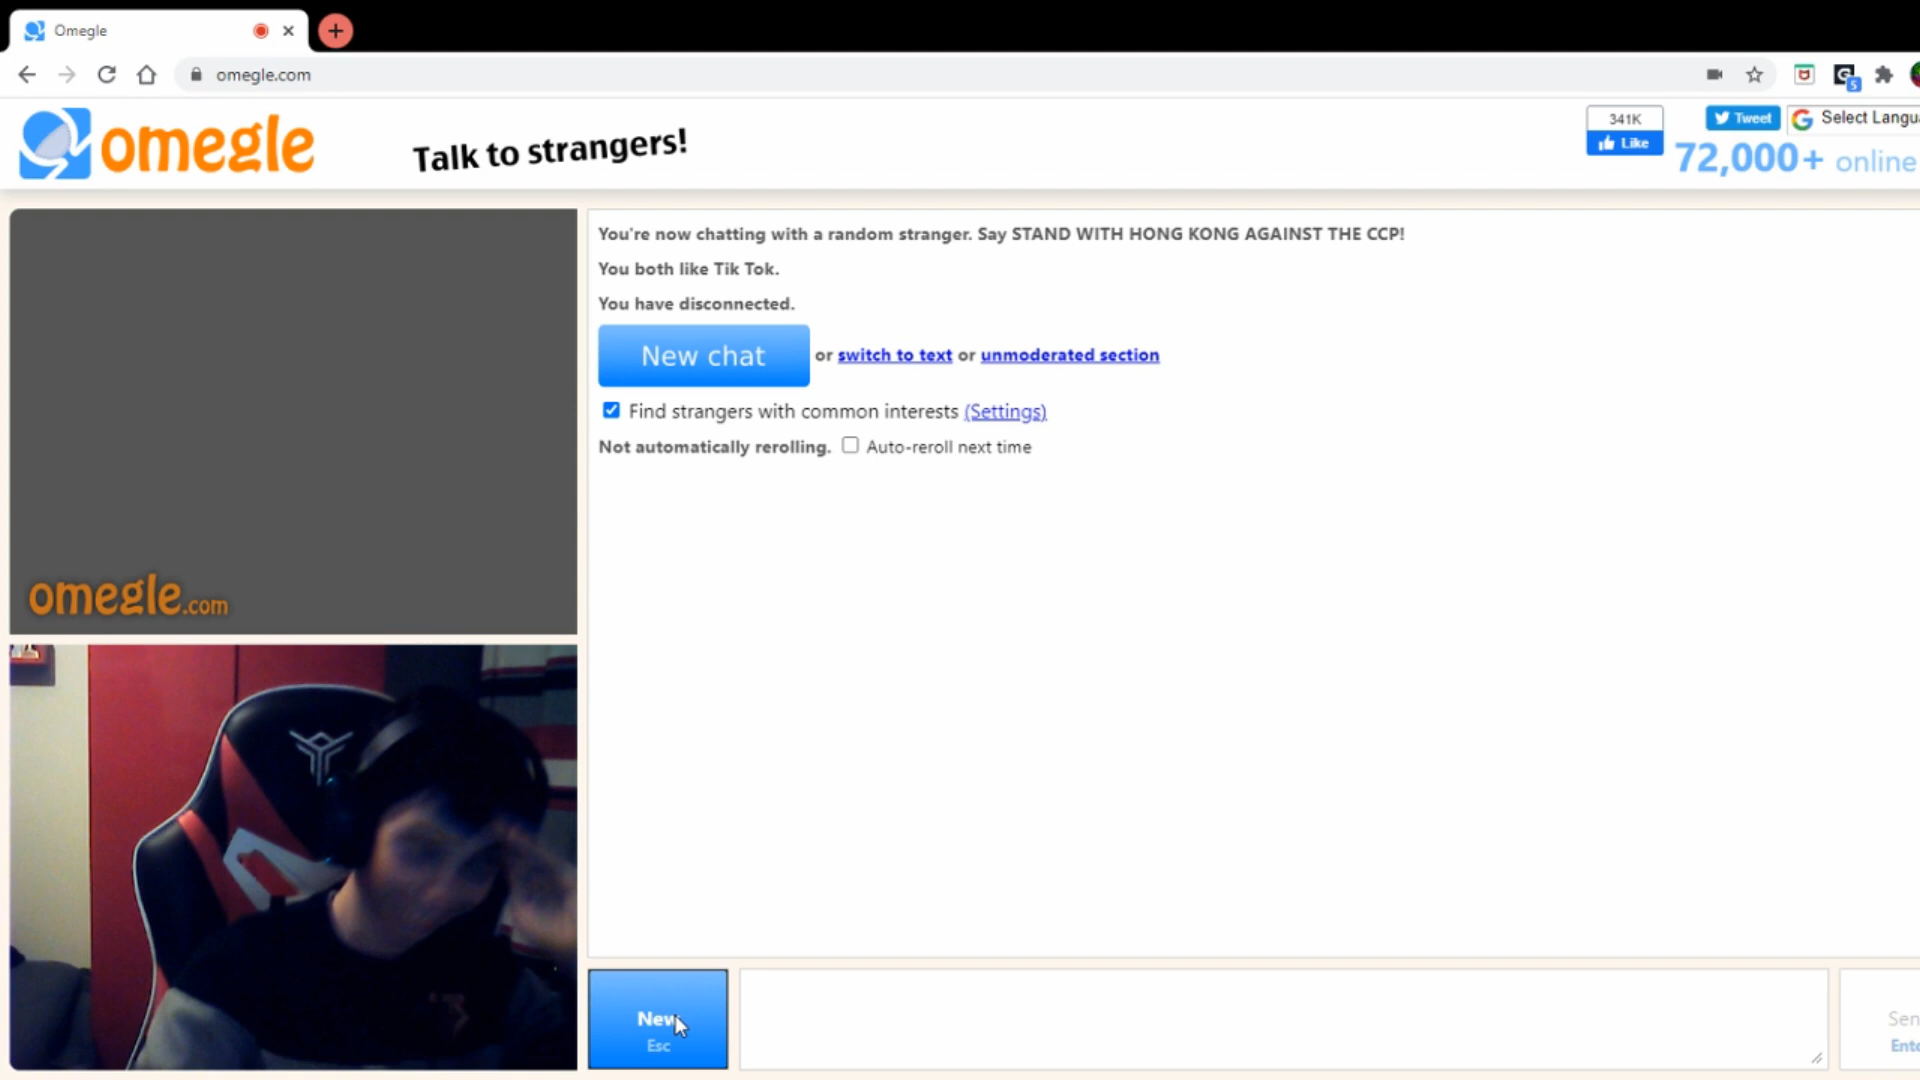 Omegle
omegle.com
omegle
Talk to strangers!
341K
Like
Tweet
Select
72,000+ online
You're now chatting with a random stranger. Say STAND WITH HONG KONG AGAINST THE CCP!
You both like Tik Tok.
You have disconnected.
New chat or switch to text or unmoderated section
Find strangers with common interests (Settings)
Not automatically rerolling. Auto-reroll next time
omegle.com
New
Esc